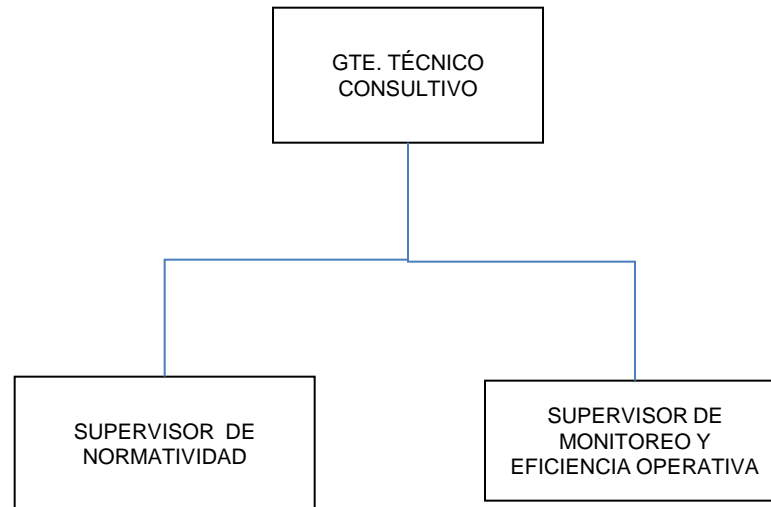 GTE. TÉCNICO
CONSULTIVO
SUPERVISOR DE
NORMATIVIDAD
SUPERVISOR DE
MONITOREO Y
EFICIENCIA OPERATIVA